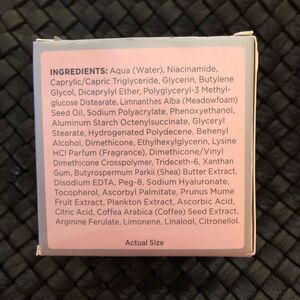 INGREDIENTS: Aqua (Water), Niacinamide,
Caprylic/Capric Triglyceride, Glycerin, Butylene
Glycol, Dicaprylyl Ether, Polyglyceryl-3 Methyl-
glucose Distearate, Limnanthes Alba (Meadowfoam)
Seed Oil, Sodium Polyacrylate, Phenoxyethanol,
Aluminum Starch Octenylsuccinate, Glyceryl
Stearate, Hydrogenated Polydecene, Behenyl
Alcohol, Dimethicone, Ethylhexylglycerin, Lysine
HCl Parfum (Fragrance), Dimethicone/Vinyl
Dimethicone Crosspolymer, Trideceth-6, Xanthan
Gum, Butyrospermum Parkii (Shea) Butter Extract,
Disodium EDTA, Peg-8, Sodium Hyaluronate,
Tocopherol, Ascorbyl Palmitate, Prunus Mume
Fruit Extract, Plankton Extract, Ascorbic Acid,
Citric Acid, Coffea Arabica (Coffee) Seed Extract,
Arginine Ferulate, Limonene, Linalool, Citronellol.
Actual Size